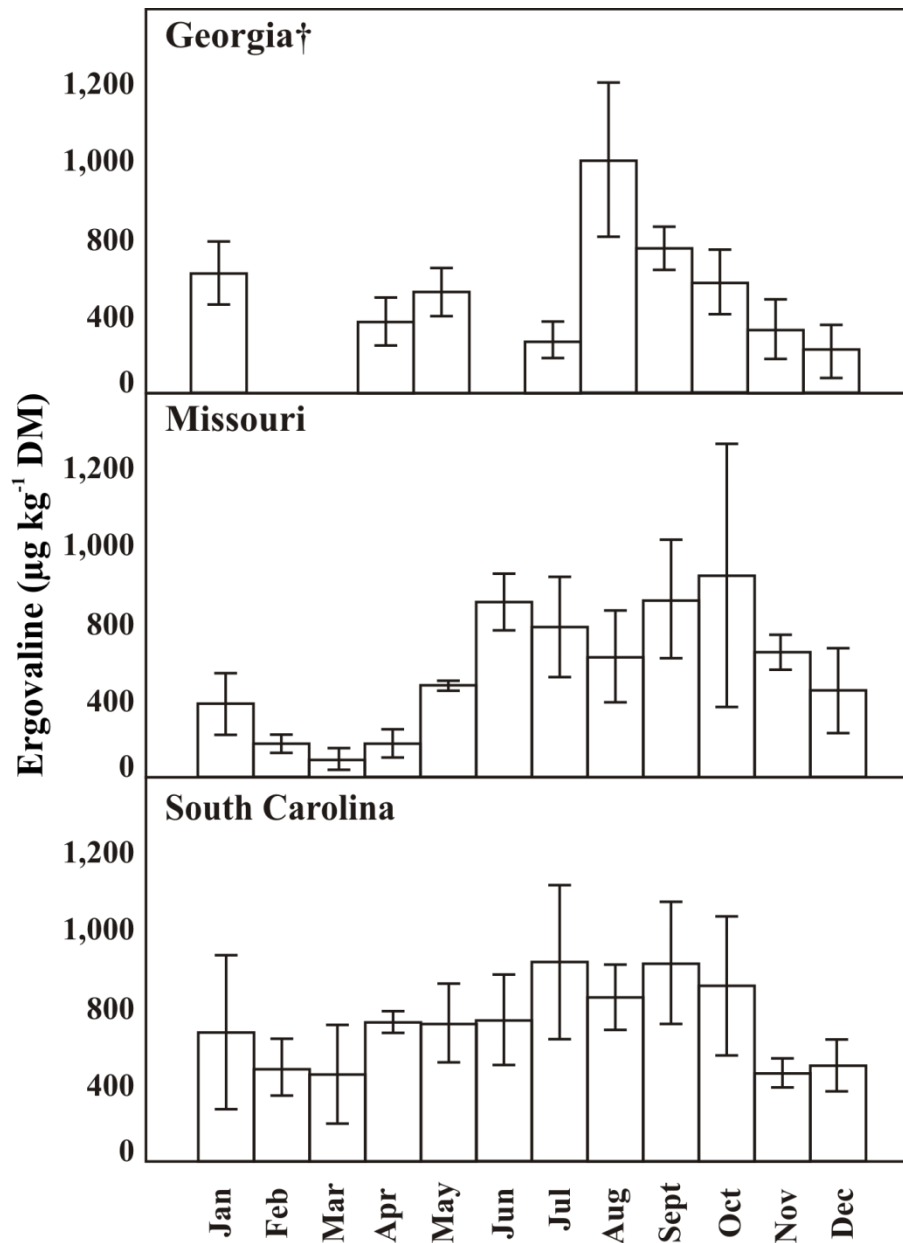 Georgia†
1,200
1,000
800
400
0
Missouri
1,200
1,000
800
400
0
South Carolina
1,200
1,000
800
400
0
Ergovaline (µg kg⁻¹ DM)
Jan
Feb
Mar
Apr
May
Jun
Jul
Aug
Sept
Oct
Nov
Dec